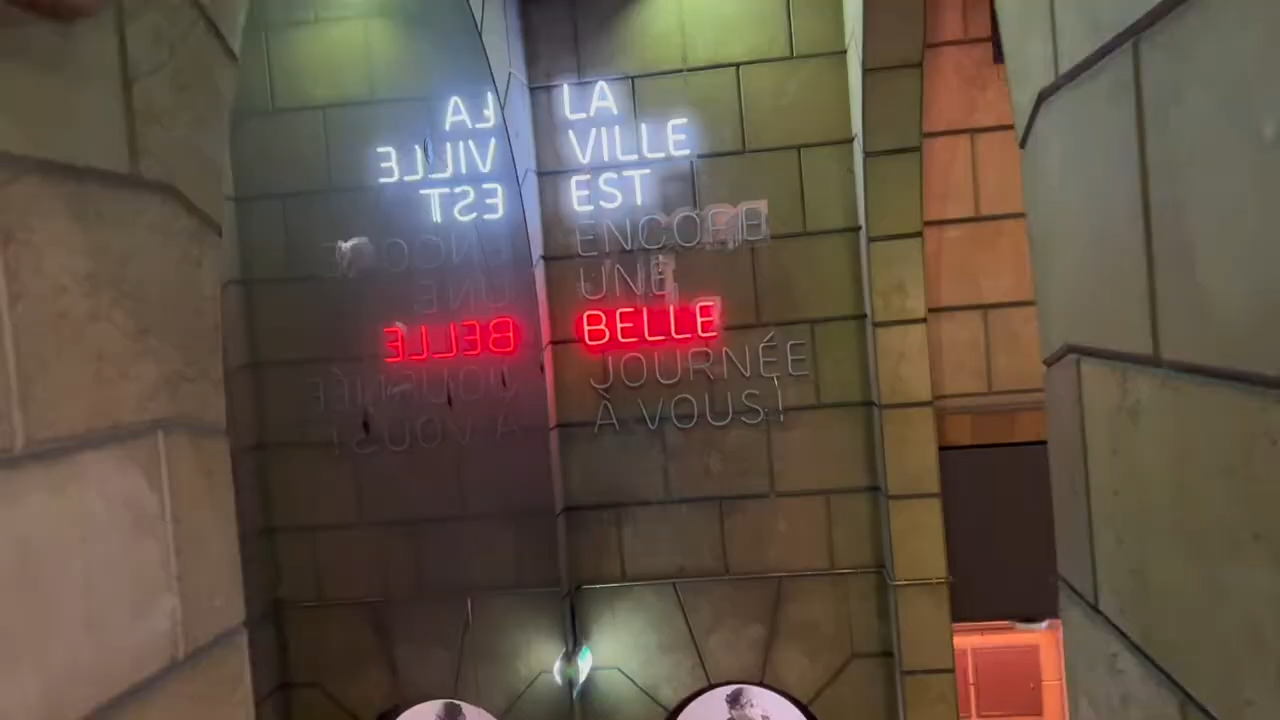 LA
VILLE
EST
ENCORE
UNE
BELLE
JOURNÉE
À VOUS!